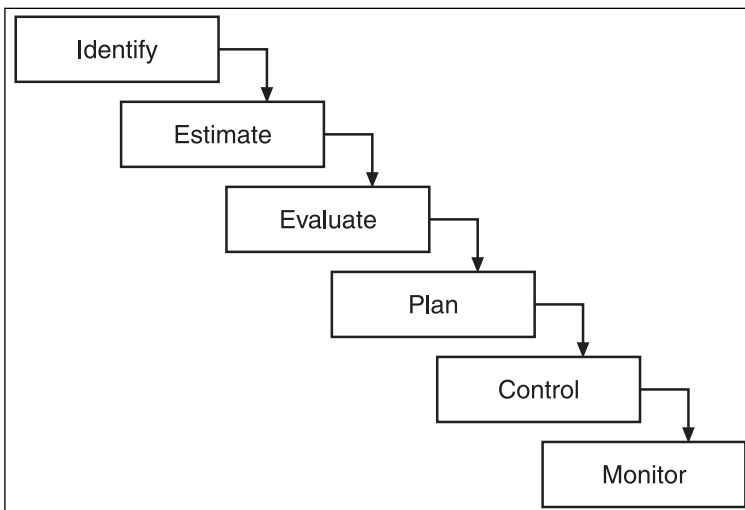 Identify
Estimate
Evaluate
Plan
Control
Monitor